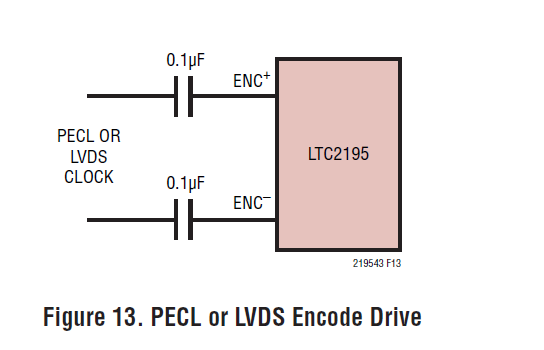 0.1µF
ENC+
PECL OR
LVDS
CLOCK
LTC2195
0.1µF
ENC–
219543 F13
Figure 13. PECL or LVDS Encode Drive